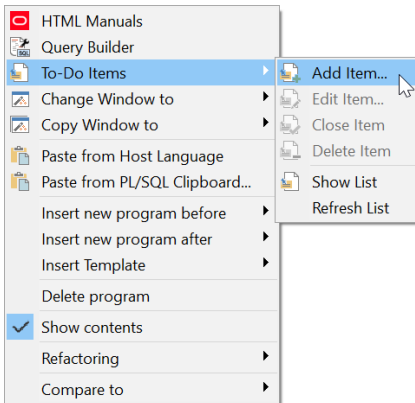 HTML Manuals
Query Builder
To-Do Items
Change Window to
Copy Window to
Paste from Host Language
Paste from PL/SQL Clipboard...
Insert new program before
Insert new program after
Insert Template
Delete program
Show contents
Refactoring
Compare to
Add Item...
Edit Item...
Close Item
Delete Item
Show List
Refresh List